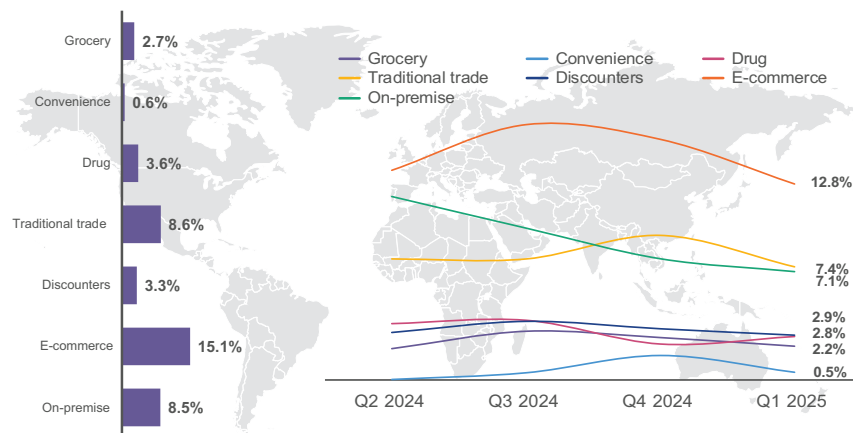 Grocery 2.7%
Convenience 0.6%
Drug 3.6%
Traditional trade 8.6%
Discounters 3.3%
E-commerce 15.1%
On-premise 8.5%
Grocery Convenience Drug
Traditional trade Discounters E-commerce
On-premise
12.8%
7.4%
7.1%
2.9%
2.8%
2.2%
0.5%
Q2 2024 Q3 2024 Q4 2024 Q1 2025